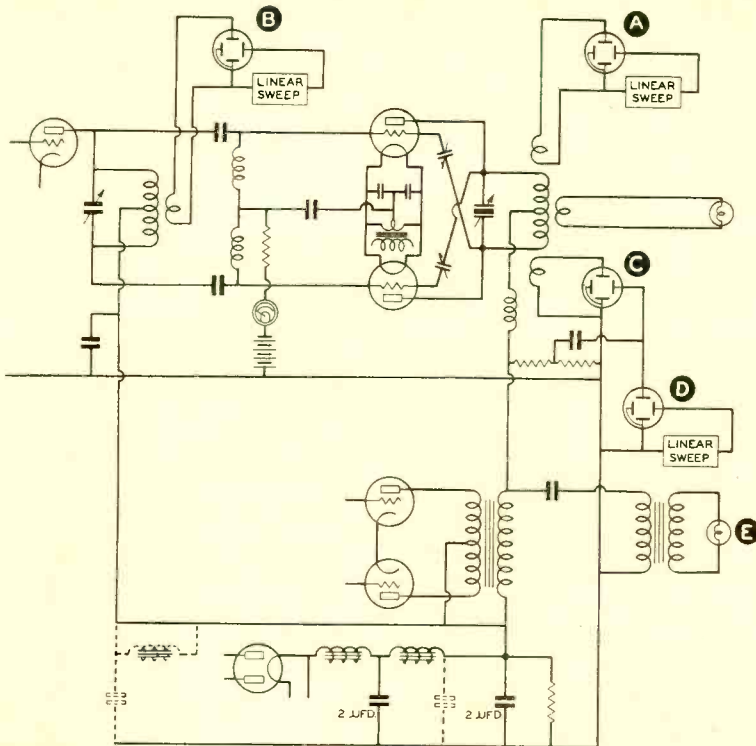 B
A
LINEAR
SWEEP
LINEAR
SWEEP
C
D
LINEAR
SWEEP
E
2 µFD.
2 µFD.